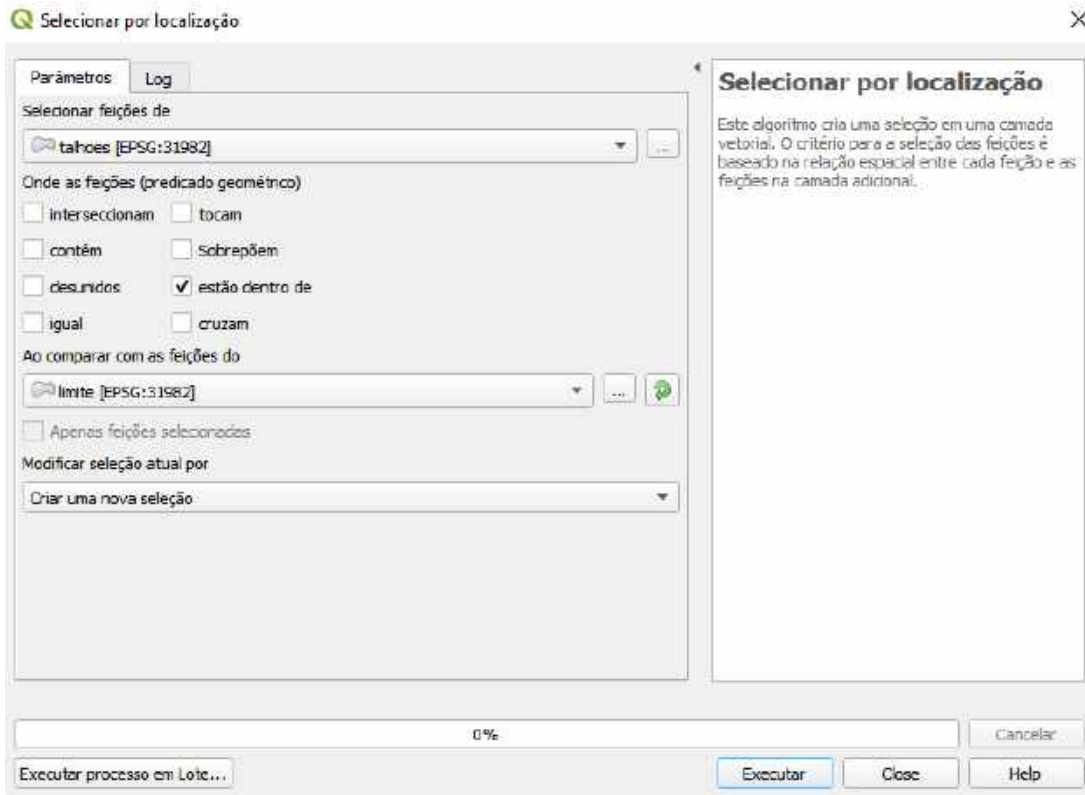 Selecionar por localização
Parâmetros
Log
Selecionar feições de
talhoes [EPSG:31982]
...
Onde as feições (predicado geométrico)
interseccionam
tocam
contêm
Sobrepõem
desunidos
estão dentro de
igual
cruzam
Ao comparar com as feições do
limite [EPSG:31982]
...
Apenas feições selecionadas
Modificar seleção atual por
Criar uma nova seleção
Selecionar por localização
Este algoritmo cria uma seleção em uma camada
vetorial. O critério para a seleção das feições é
baseado na relação espacial entre cada feição e as
feições na camada adicional.
0%
Cancelar
Executar processo em Lote...
Executar
Close
Help